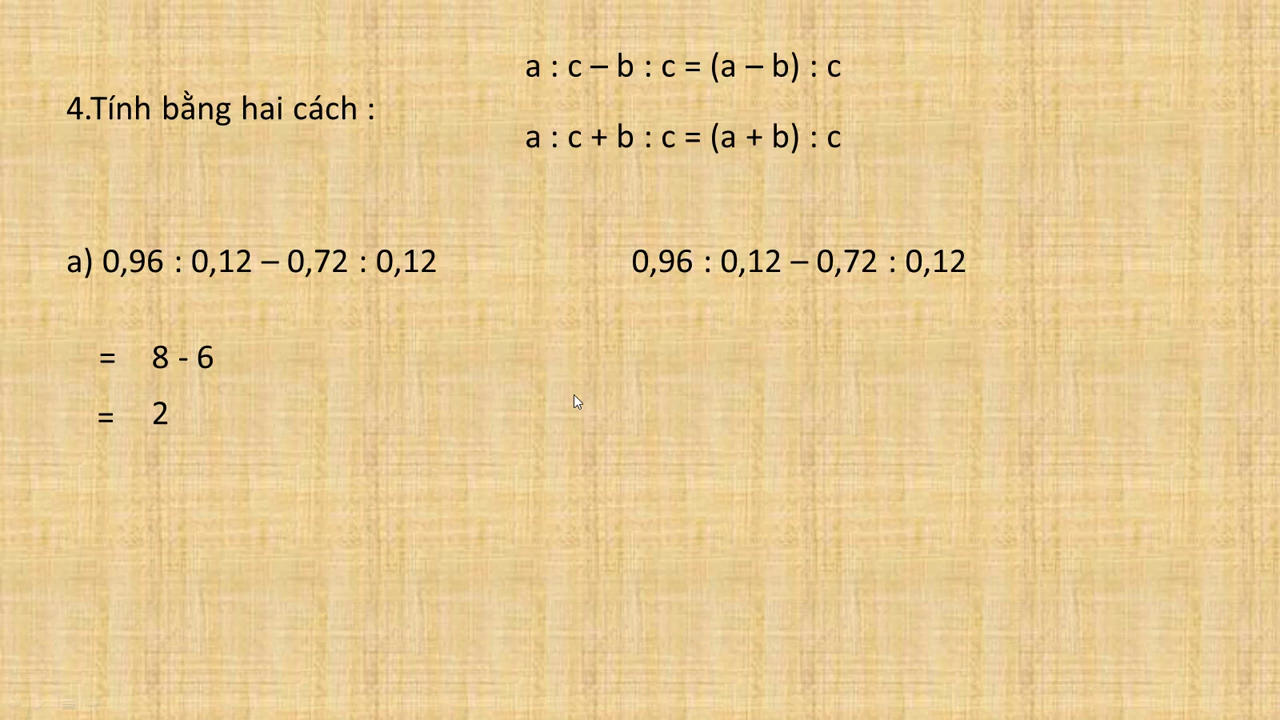 a : c – b : c = (a – b) : c
4.Tính bằng hai cách :
a : c + b : c = (a + b) : c
a) 0,96 : 0,12 – 0,72 : 0,12
0,96 : 0,12 – 0,72 : 0,12
= 8 - 6
= 2